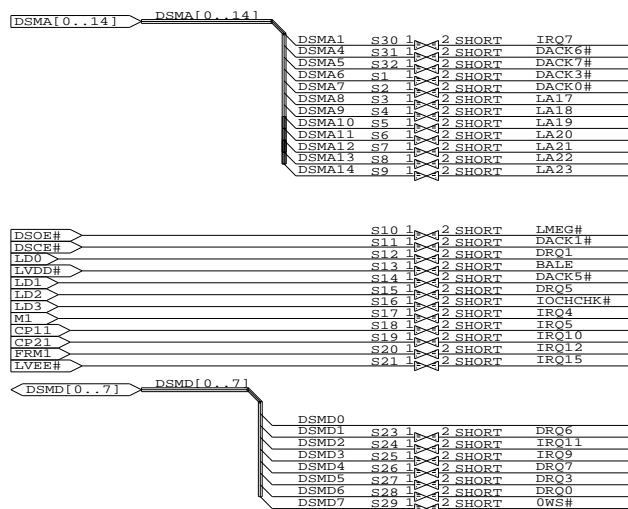 DSMA[0..14] DSMA[0..14]
DSMA1 S30 1 2 SHORT IRQ7
DSMA4 S31 1 2 SHORT DACK6#
DSMA5 S32 1 2 SHORT DACK7#
DSMA6 S1 1 2 SHORT DACK3#
DSMA7 S2 1 2 SHORT DACK0#
DSMA8 S3 1 2 SHORT LA17
DSMA9 S4 1 2 SHORT LA18
DSMA10 S5 1 2 SHORT LA19
DSMA11 S6 1 2 SHORT LA20
DSMA12 S7 1 2 SHORT LA21
DSMA13 S8 1 2 SHORT LA22
DSMA14 S9 1 2 SHORT LA23
DSOE# S10 1 2 SHORT LMEG#
DSCE# S11 1 2 SHORT DACK1#
LD0 S12 1 2 SHORT DRQ1
LVDD# S13 1 2 SHORT BALE
LD1 S14 1 2 SHORT DACK5#
LD2 S15 1 2 SHORT DRQ5
LD3 S16 1 2 SHORT IOCHCHK#
M1 S17 1 2 SHORT IRQ4
CP11 S18 1 2 SHORT IRQ5
CP21 S19 1 2 SHORT IRQ10
FRM1 S20 1 2 SHORT IRQ12
LVEE# S21 1 2 SHORT IRQ15
DSMD[0..7] DSMD[0..7]
DSMD0
DSMD1 S23 1 2 SHORT DRQ6
DSMD2 S24 1 2 SHORT IRQ11
DSMD3 S25 1 2 SHORT IRQ9
DSMD4 S26 1 2 SHORT DRQ7
DSMD5 S27 1 2 SHORT DRQ3
DSMD6 S28 1 2 SHORT DRQ0
DSMD7 S29 1 2 SHORT 0WS#